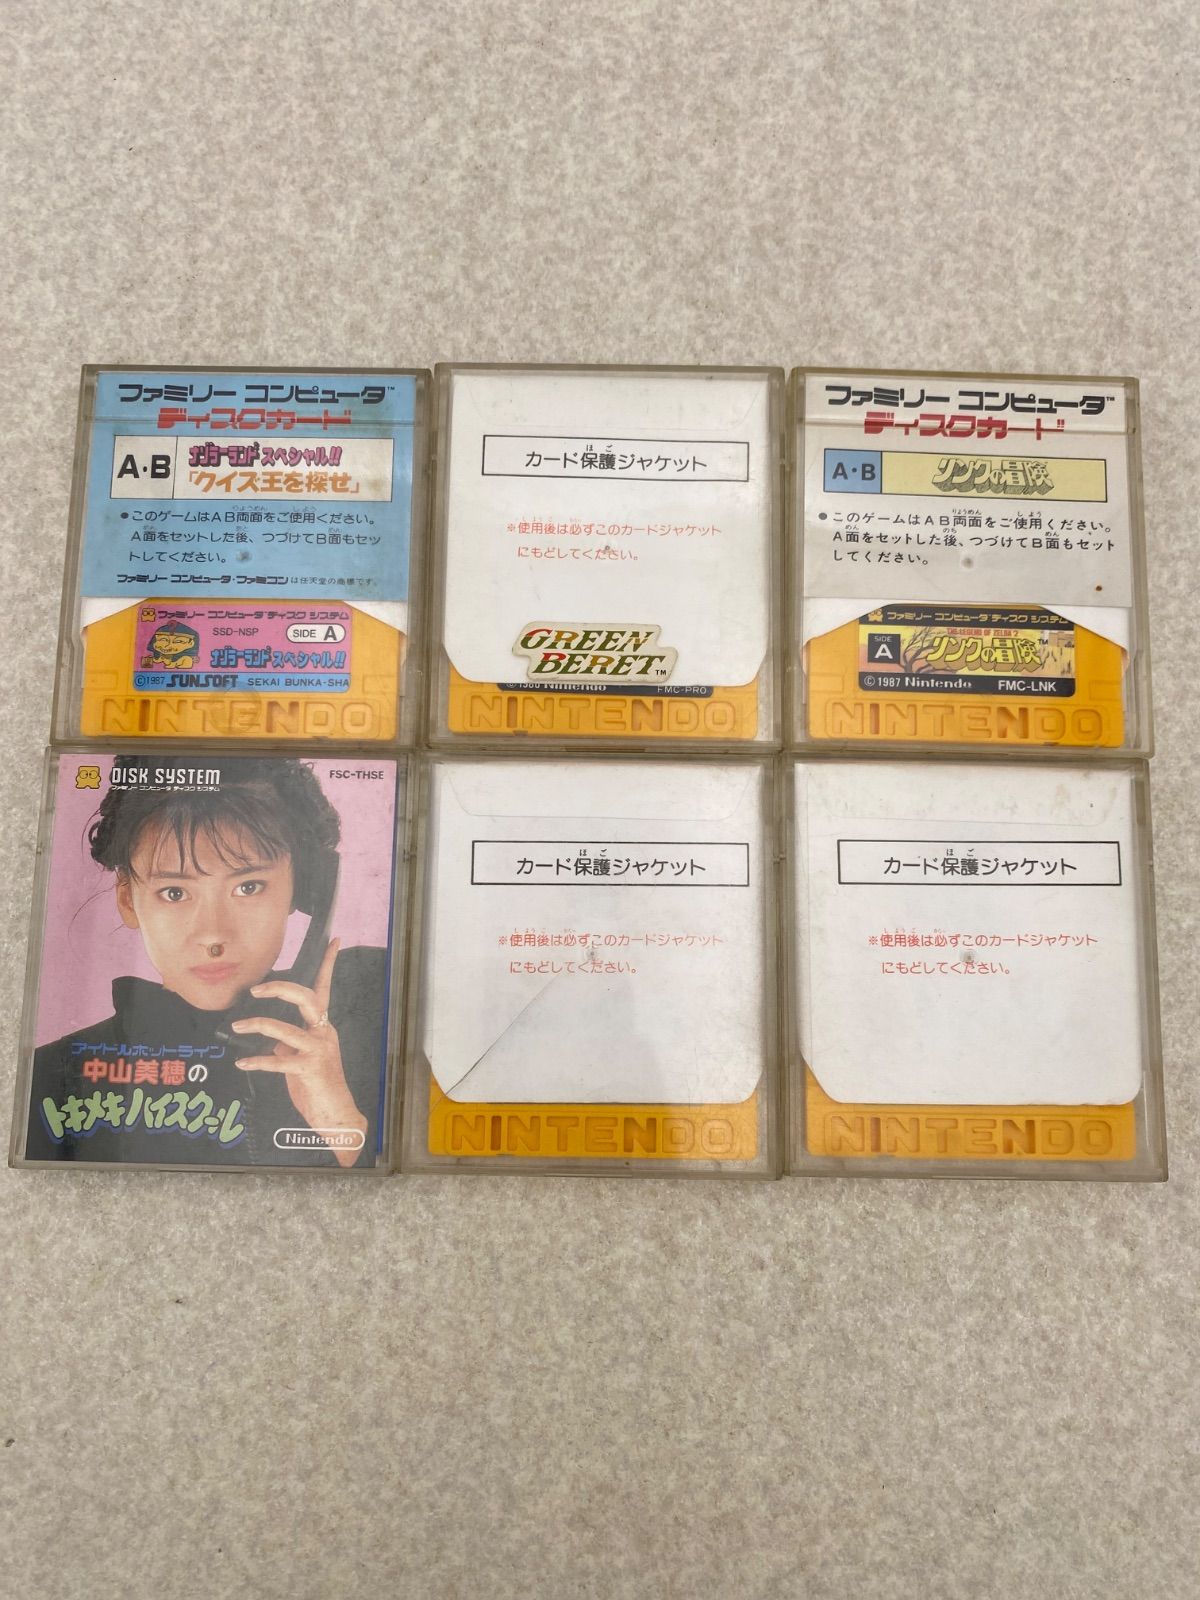 ファミリー コンピュータ™
ディスクカード
A・B
ナゾラーランド スペシャル!!
「クイズ王を探せ」
●このゲームはAB両面をご使用ください。
A面をセットした後、つづけてB面もセッ
トしてください。
ファミリー コンピュータ・ファミコンは任天堂の商標です。
ファミリー コンピュータ ディスク システム
SSD-NSP SIDE A
ナゾラーランド スペシャル!!
©1987 SUNSOFT SEKAI BUNKA-SHA
NINTENDO
カード保護ジャケット
※使用後は必ずこのカードジャケット
にもどしてください。
GREEN
BERET™
Nintendo FMC-PRO
NINTENDO
ファミリー コンピュータ™
ディスクカード
A・B
リンクの冒険
●このゲームはAB両面をご使用ください。
A面をセットした後、つづけてB面もセット
してください。
ファミリー コンピュータ ディスク システム
THE LEGEND OF ZELDA 2
SIDE
A
リンクの冒険™
©1987 Nintendo FMC-LNK
NINTENDO
DISK SYSTEM
ファミリー コンピュータ ディスク システム
FSC-THSE
アイドルホットライン
中山美穂の
トキメキハイスクール
Nintendo®
カード保護ジャケット
※使用後は必ずこのカードジャケット
にもどしてください。
NINTENDO
カード保護ジャケット
※使用後は必ずこのカードジャケット
にもどしてください。
NINTENDO